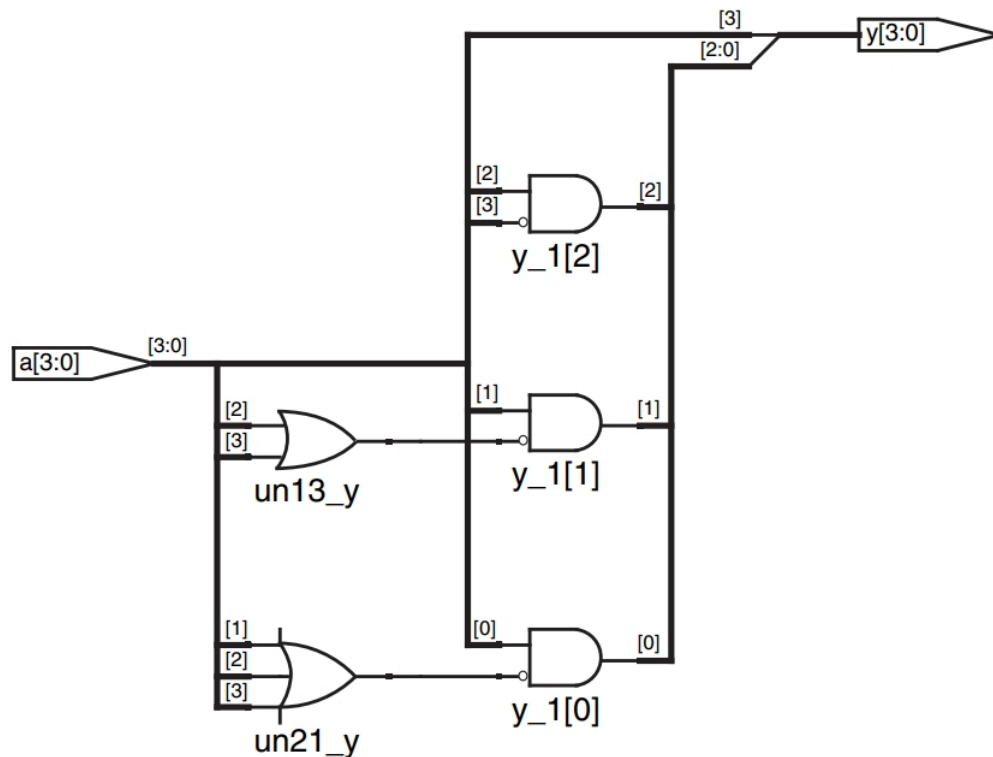 [3]
y[3:0]
[2:0]
[2]
[3]
[2]
y_1[2]
a[3:0]
[3:0]
[2]
[3]
un13_y
[1]
[1]
y_1[1]
[1]
[2]
[3]
un21_y
[0]
[0]
y_1[0]